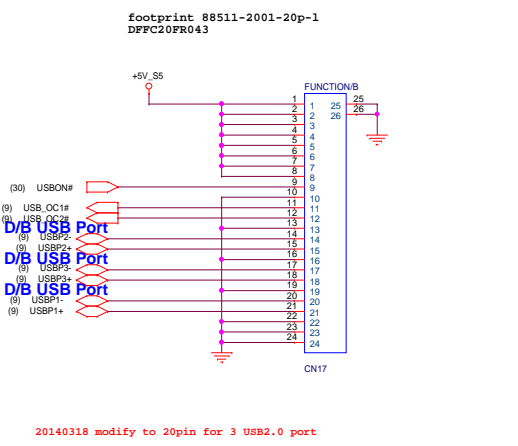 footprint 88511-2001-20p-l
DFFC20FR043
+5V_S5
FUNCTION/B
1 1 25 25
2 2 26 26
3 3
4 4
5 5
6 6
7 7
8 8
(30) USBON# 9 9
10 10
(9) USB_OC1# 11 11
(9) USB_OC2# 12 12
D/B USB Port 13 13
(9) USBP2- 14 14
(9) USBP2+ 15 15
D/B USB Port 16 16
(9) USBP3- 17 17
(9) USBP3+ 18 18
D/B USB Port 19 19
(9) USBP1- 20 20
(9) USBP1+ 21 21
22 22
23 23
24 24
CN17
20140318 modify to 20pin for 3 USB2.0 port